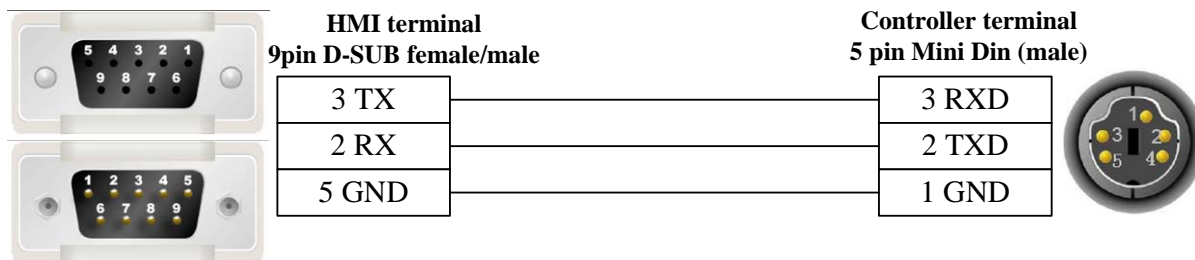 HMI terminal
9pin D-SUB female/male
Controller terminal
5 pin Mini Din (male)
5 4 3 2 1
9 8 7 6
1 2 3 4 5
6 7 8 9
3 TX
3 RXD
2 RX
2 TXD
5 GND
1 GND
1
3 2
5 4